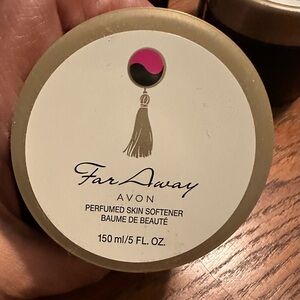 Far Away
AVON
PERFUMED SKIN SOFTENER
BAUME DE BEAUTÉ
150 ml/5 FL. OZ.